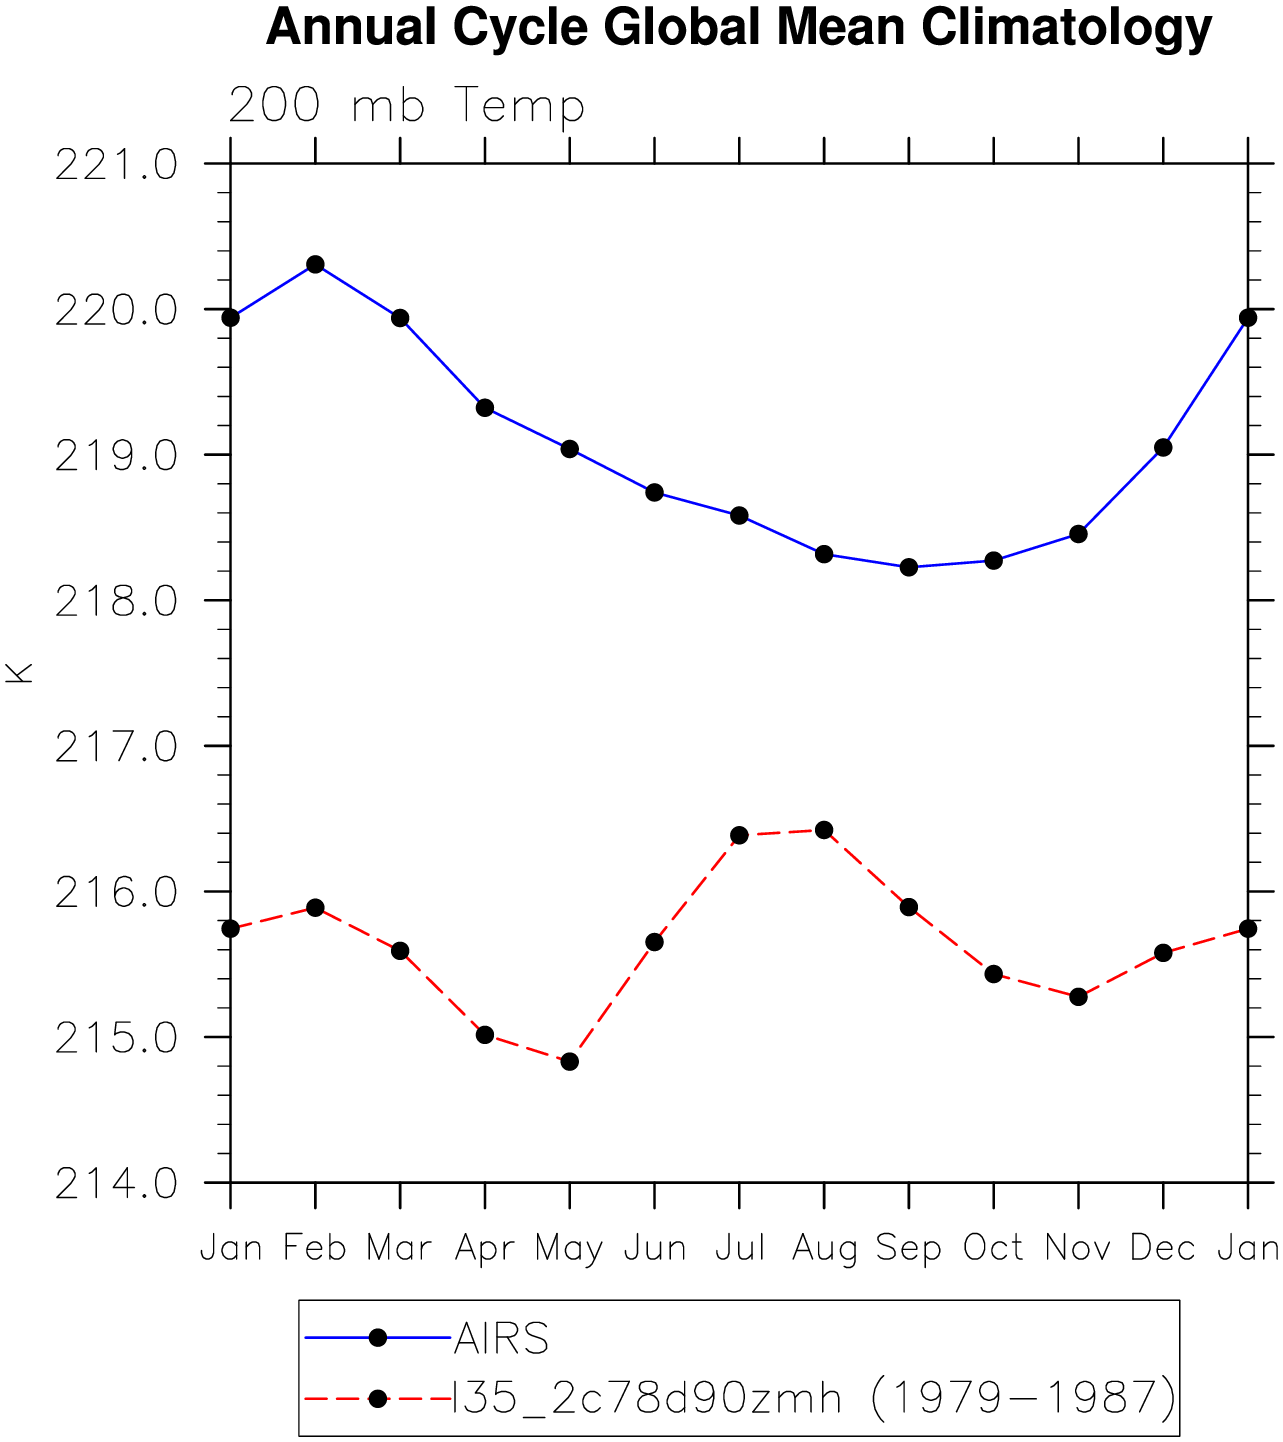 Annual Cycle Global Mean Climatology
200 mb Temp
221.0
220.0
219.0
218.0
K
217.0
216.0
215.0
214.0
Jan Feb Mar Apr May Jun Jul Aug Sep Oct Nov Dec Jan
AIRS
I35_2c78d90zmh (1979-1987)